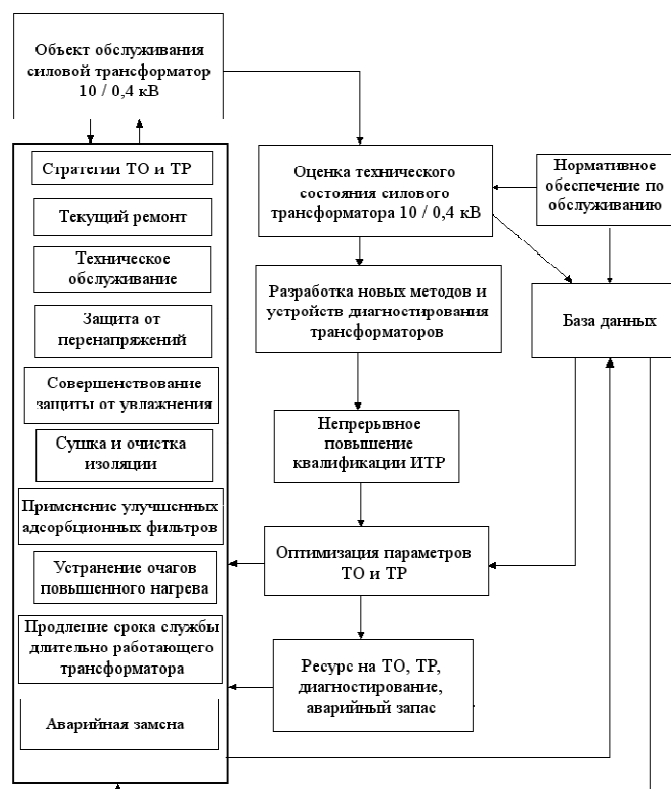 Объект обслуживания
силовой трансформатор
10 / 0,4 кВ
Стратегии ТО и ТР
Текущий ремонт
Техническое
обслуживание
Защита от
перенапряжений
Совершенствование
защиты от увлажнения
Сушка и очистка
изоляции
Применение улучшенных
адсорбционных фильтров
Устранение очагов
повышенного нагрева
Продление срока службы
длительно работающего
трансформатора
Аварийная замена
Оценка технического
состояния силового
трансформатора 10 / 0,4 кВ
Разработка новых методов и
устройств диагностирования
трансформаторов
Непрерывное
повышение
квалификации ИТР
Оптимизация параметров
ТО и ТР
Ресурс на ТО, ТР,
диагностирование,
аварийный запас
Нормативное
обеспечение по
обслуживанию
База данных